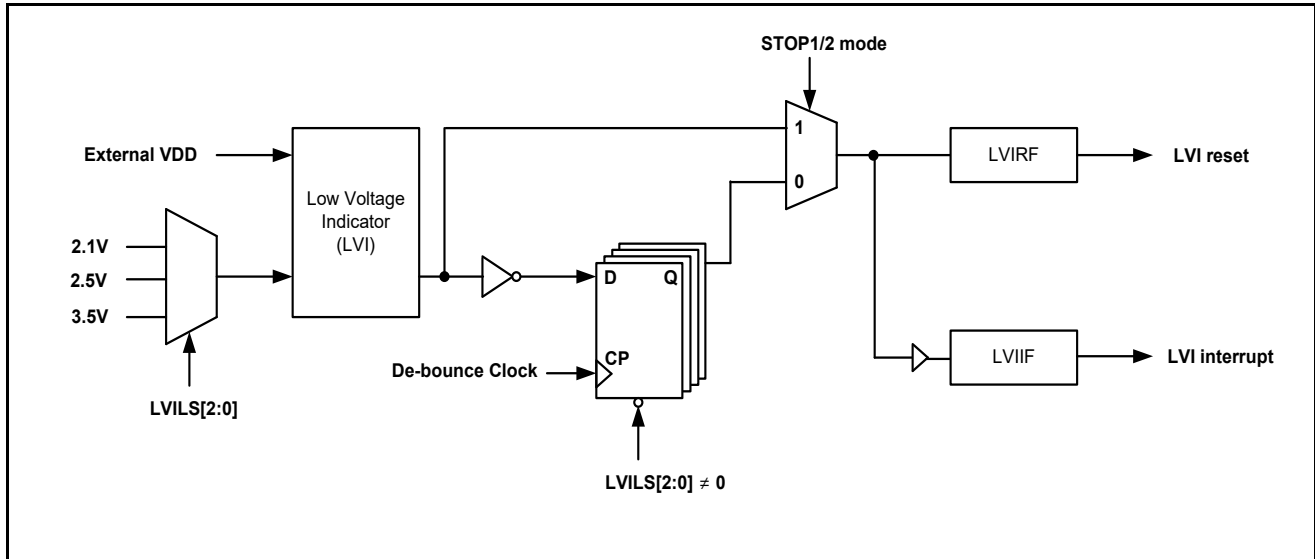 STOP1/2 mode
External VDD
Low Voltage
Indicator
(LVI)
1
0
LVIRF
LVI reset
2.1V
2.5V
3.5V
D
Q
CP
De-bounce Clock
LVIIF
LVI interrupt
LVILS[2:0]
LVILS[2:0] ≠ 0